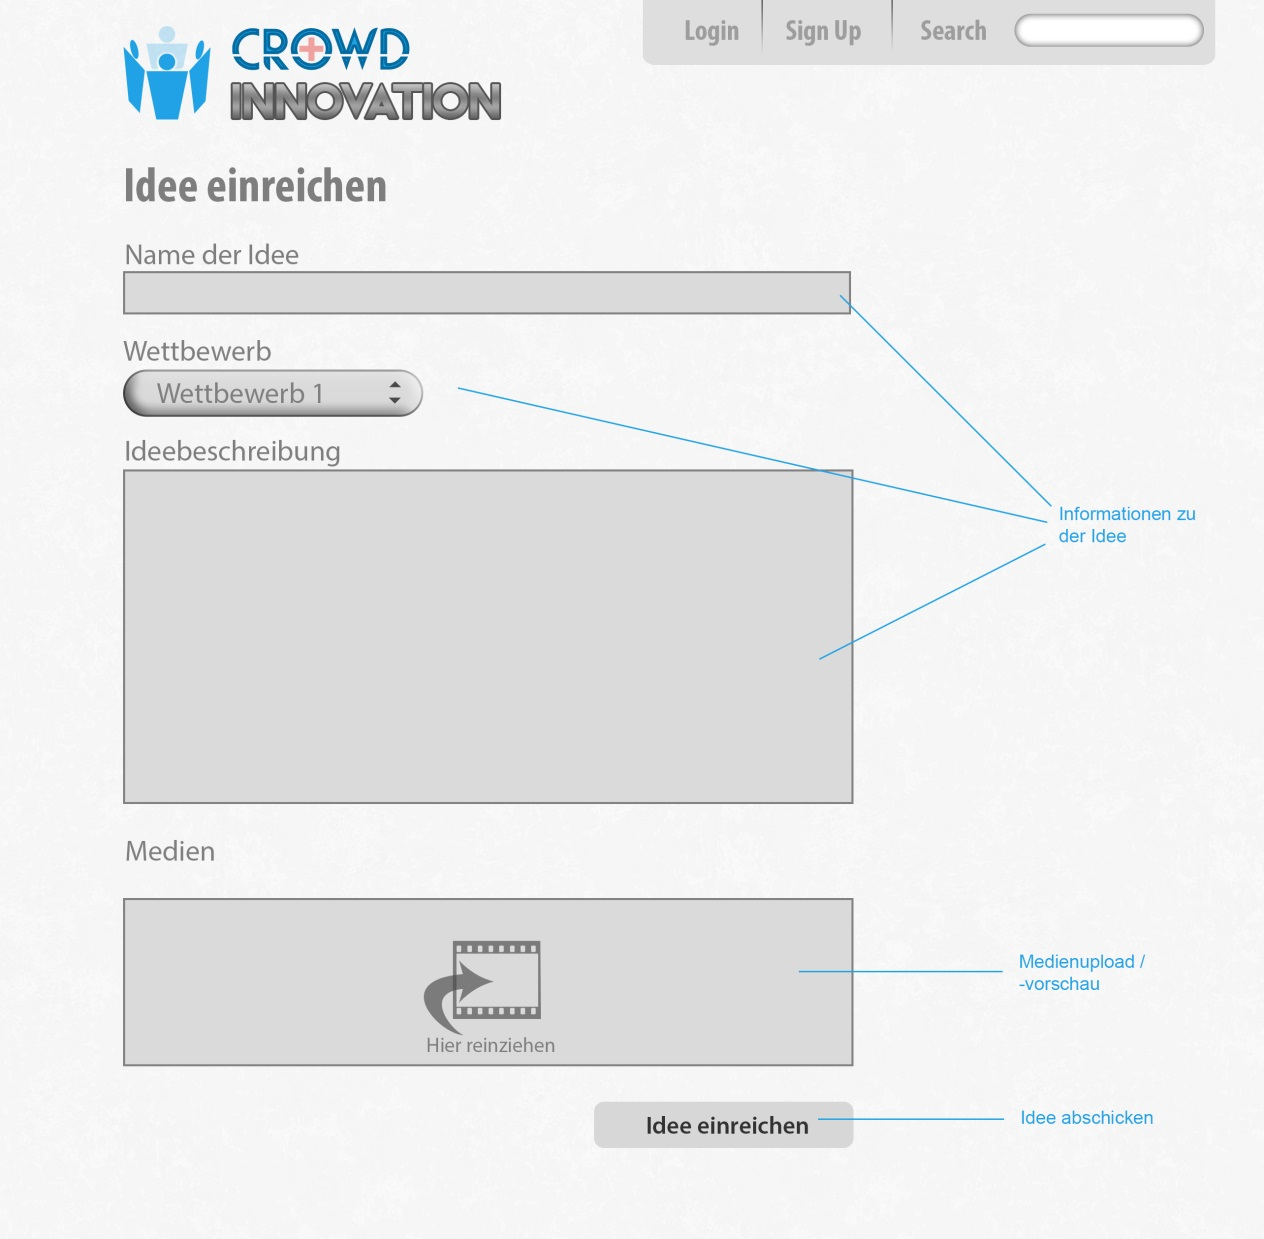 CROWD
INNOVATION
Login
Sign Up
Search
Idee einreichen
Name der Idee
Wettbewerb
Wettbewerb 1
Ideebeschreibung
Informationen zu
der Idee
Medien
Medienupload /
-vorschau
Hier reinziehen
Idee einreichen
Idee abschicken